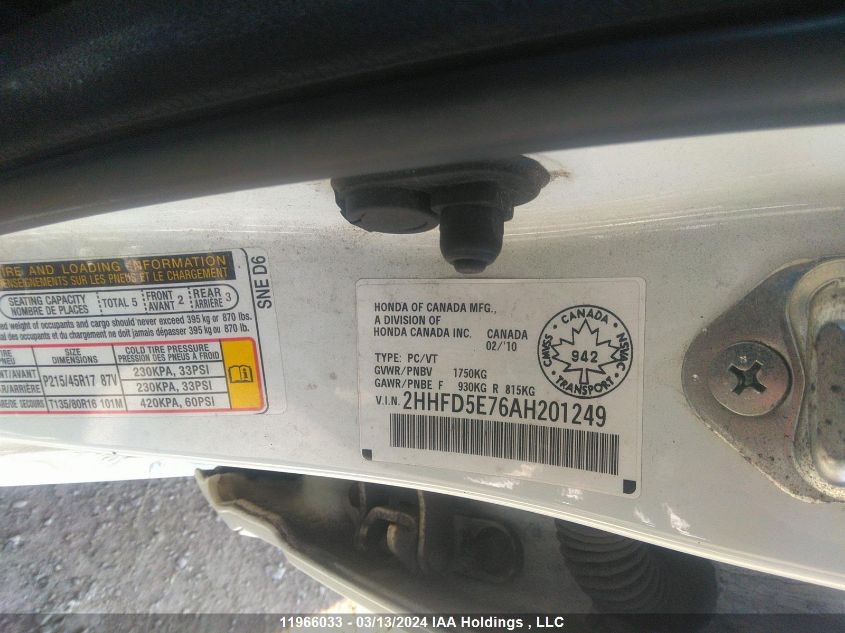 IRE AND LOADING INFORMATION
ENSEIGNEMENTS SUR LES PNEUS ET LE CHARGEMENT
SEATING CAPACITY
NOMBRE DE PLACES
TOTAL 5
FRONT
AVANT 2
REAR
ARRIÈRE 3
SNE D6
ed weight of occupants and cargo should never exceed 395 kg or 870 lbs.
tal des occupants et du chargement ne doit jamais dépasser 395 kg ou 870 lb.
SIZE
DIMENSIONS
COLD TIRE PRESSURE
PRESSION DES PNEUS A FROID
NT/AVANT
P215/45R17 87V
230KPA, 33PSI
R/ARRIÈRE
230KPA, 33PSI
SECOURS T135/80R16 101M 420KPA, 60PSI
HONDA OF CANADA MFG.,
A DIVISION OF
HONDA CANADA INC. CANADA
02/'10
TYPE: PC/VT
GVWR/PNBV 1750KG
GAWR/PNBE F 930KG R 815KG
V.I.N. 2HHFD5E76AH201249
CANADA
CMVSS 942 NSVAC
TRANSPORT
11966033 - 03/13/2024 IAA Holdings , LLC